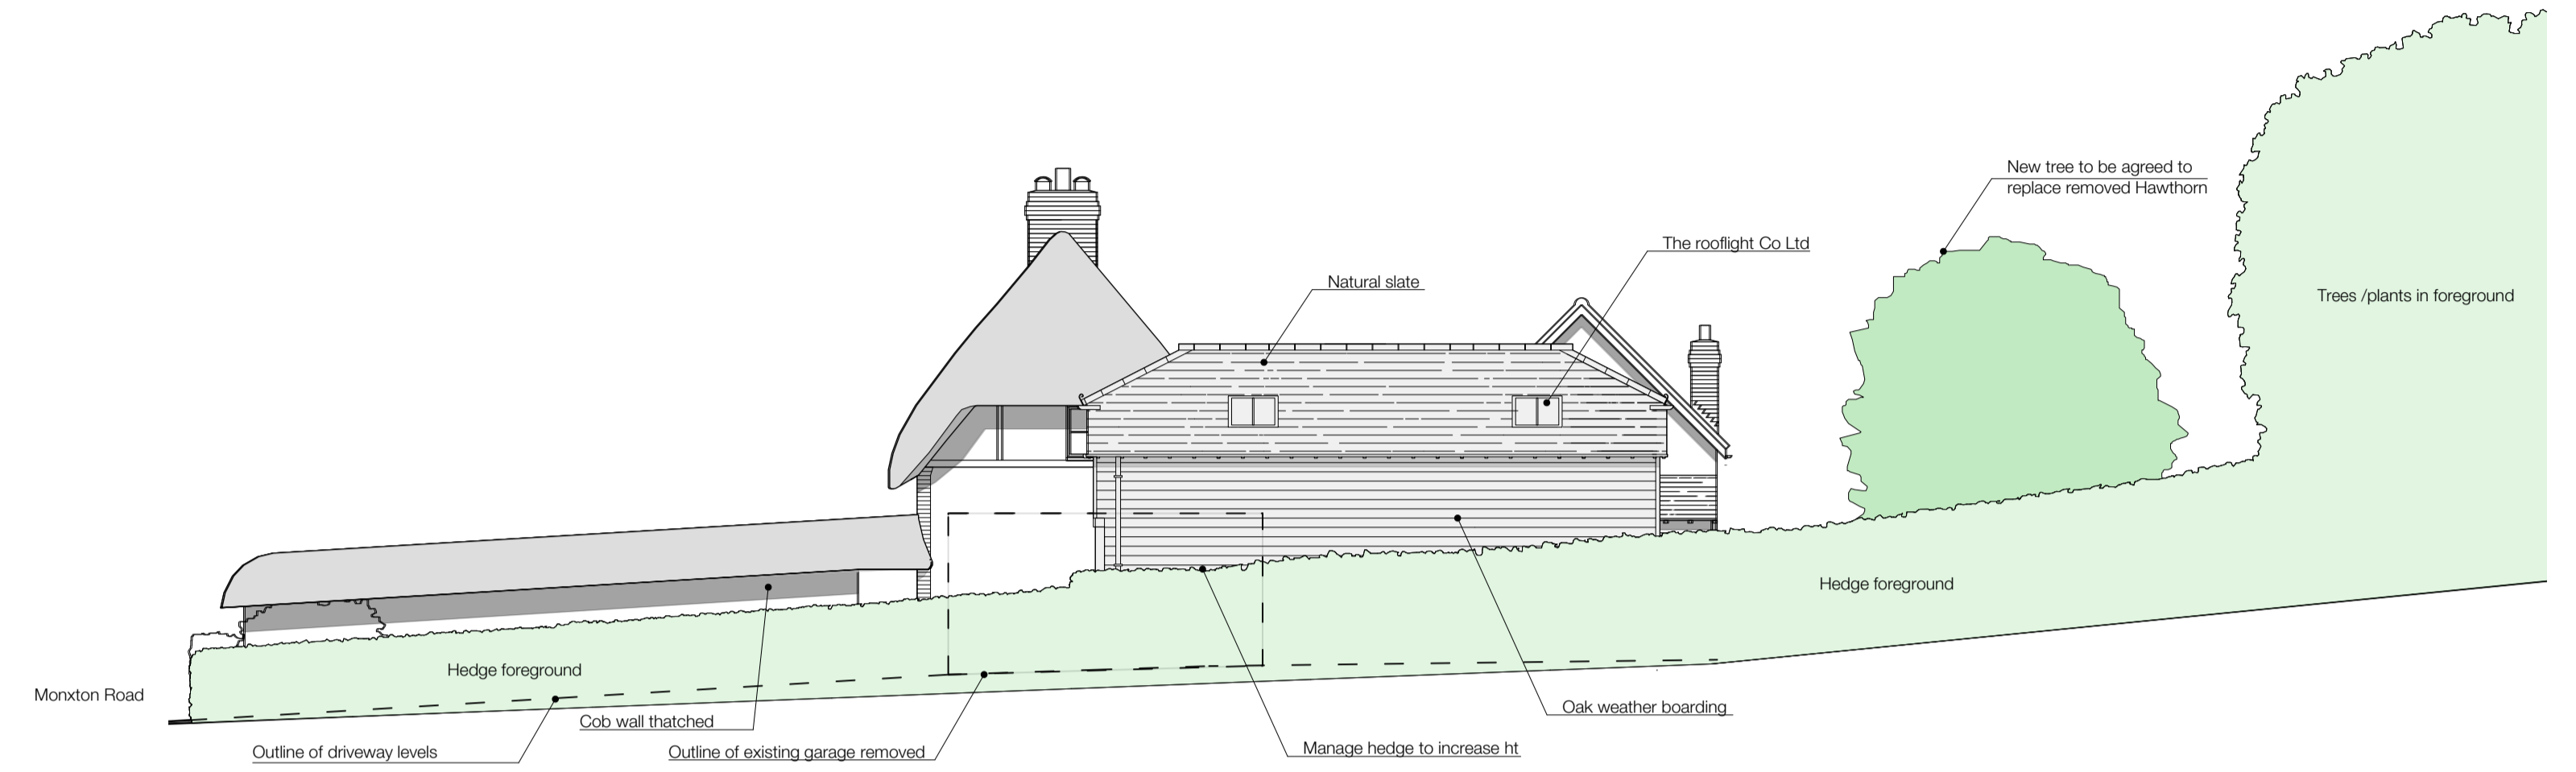 New tree to be agreed to
replace removed Hawthorn
The rooflight Co Ltd
Natural slate
Trees /plants in foreground
Hedge foreground
Hedge foreground
Monxton Road
Oak weather boarding
Cob wall thatched
Outline of driveway levels
Outline of existing garage removed
Manage hedge to increase ht